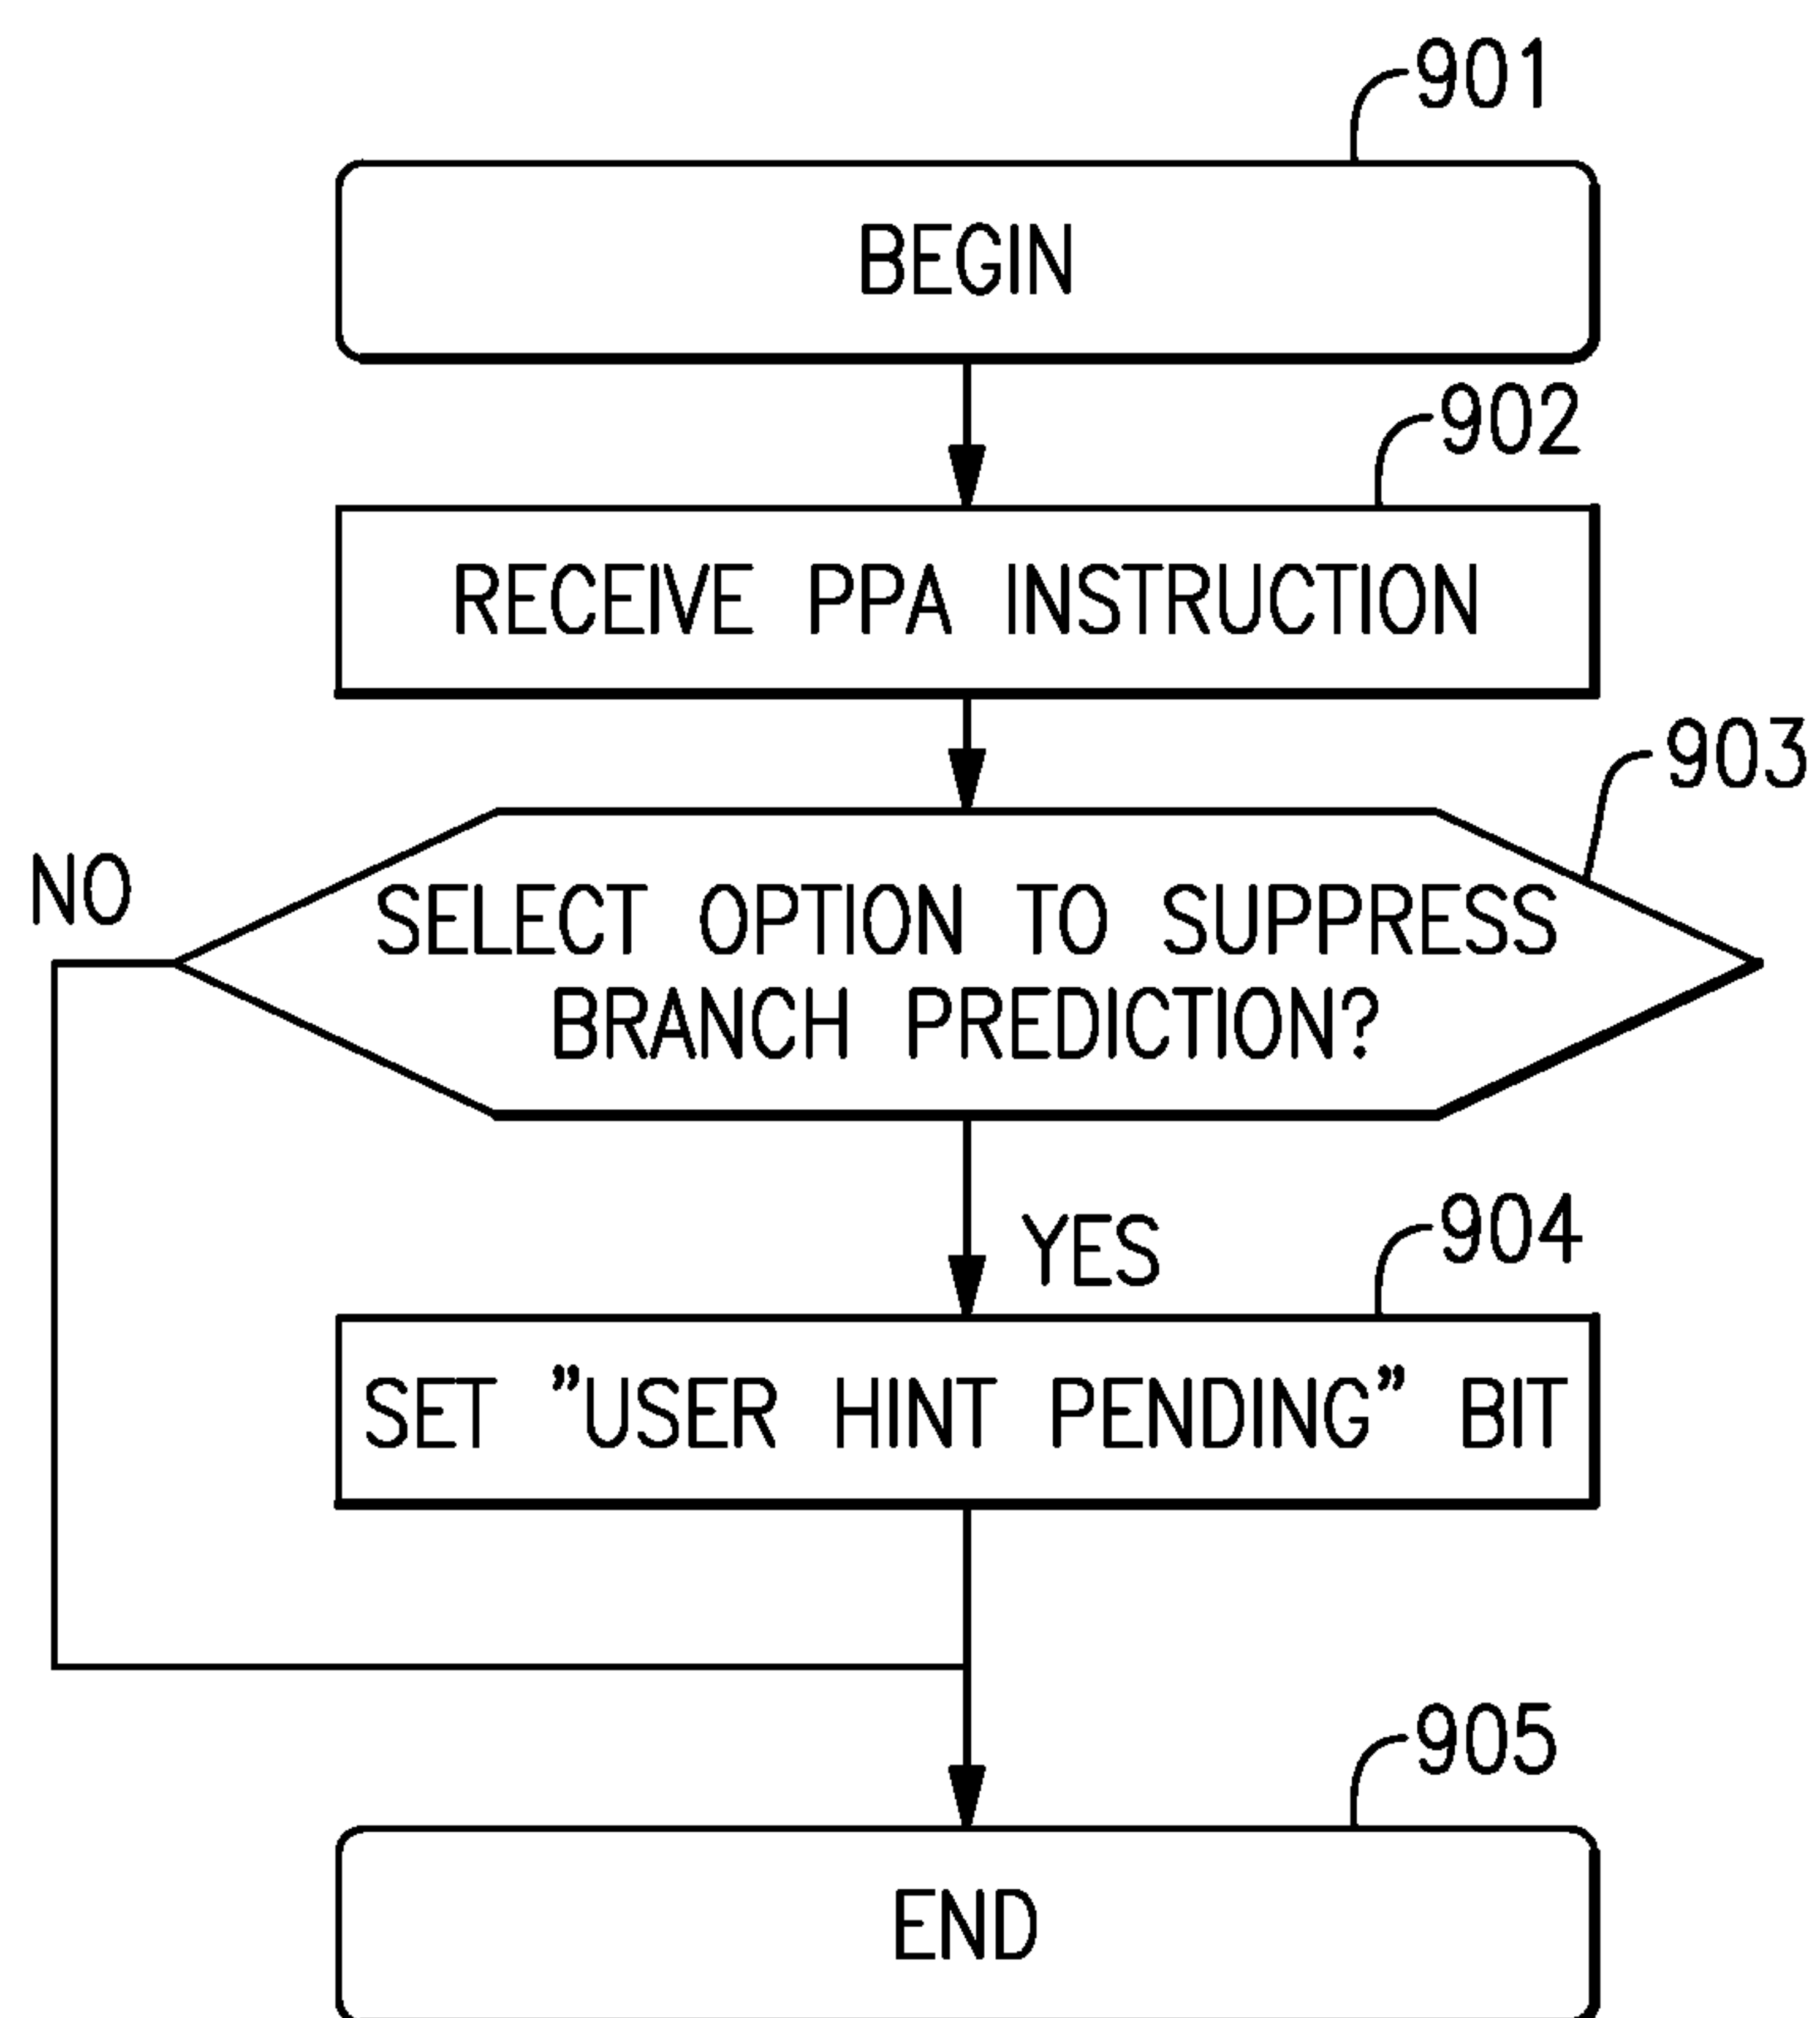 901
BEGIN
902
RECEIVE PPA INSTRUCTION
903
NO
SELECT OPTION TO SUPPRESS
BRANCH PREDICTION?
YES
904
SET ”USER HINT PENDING” BIT
905
END